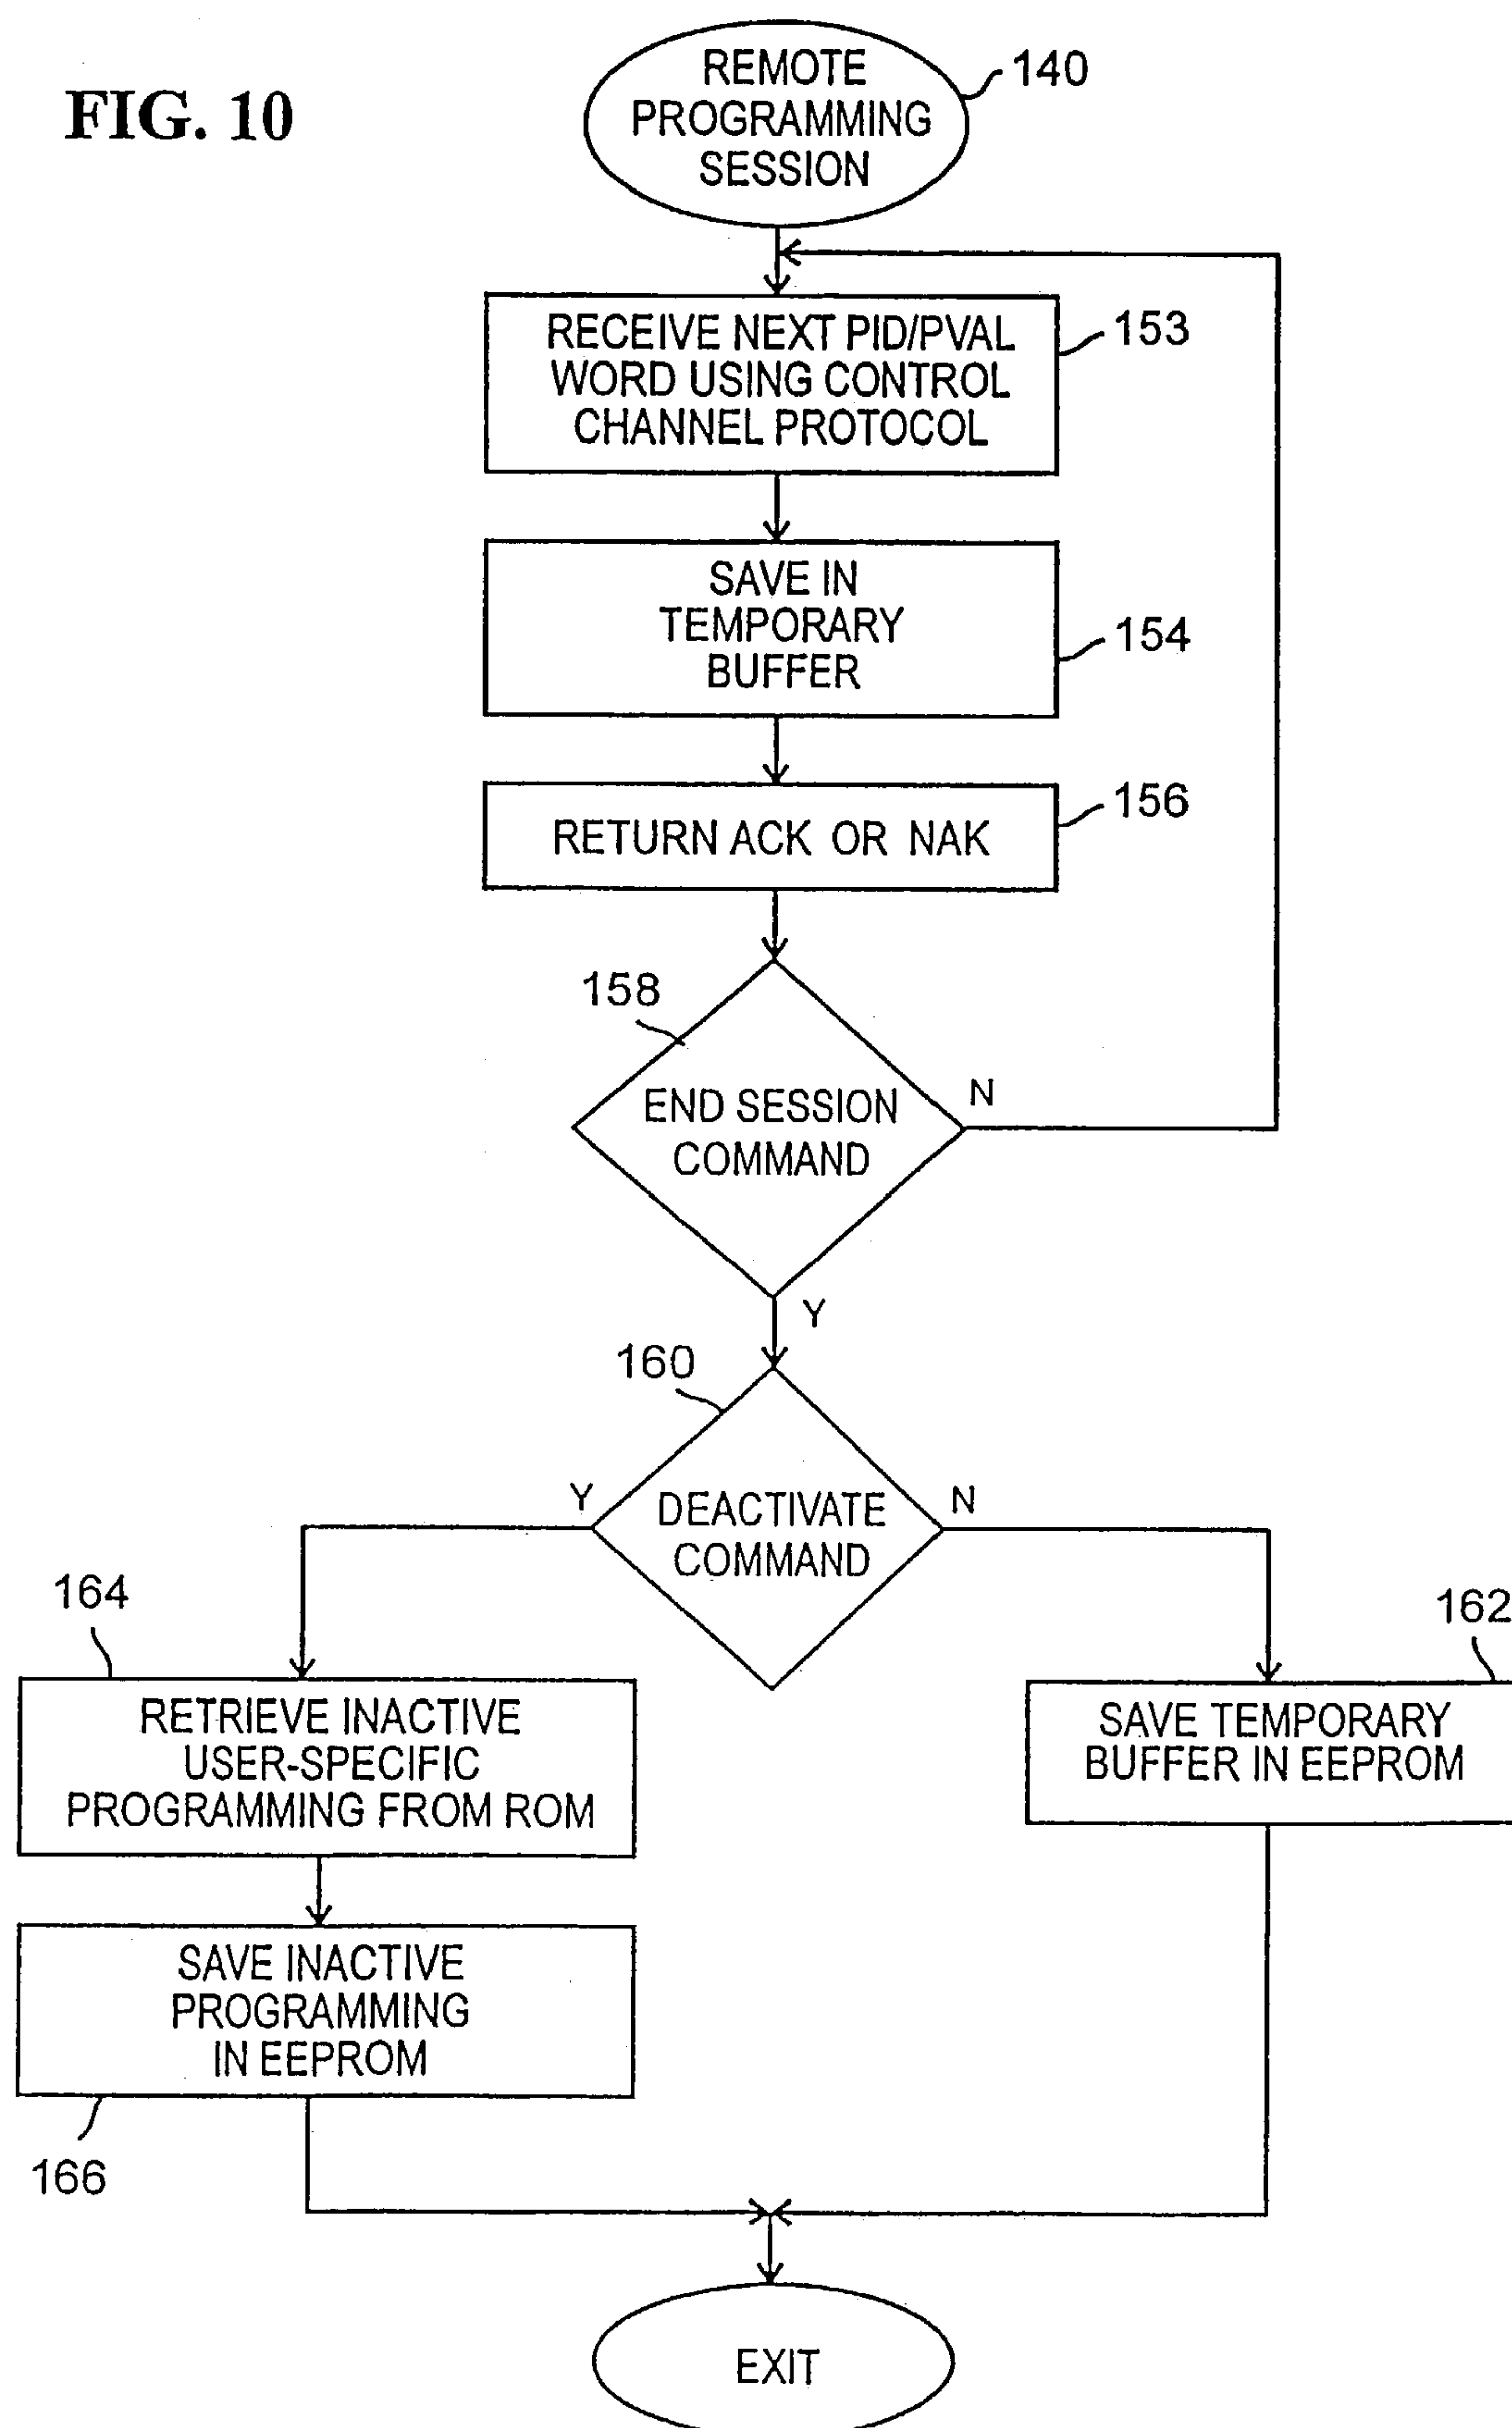 FIG. 10
REMOTE
PROGRAMMING
SESSION
140
RECEIVE NEXT PID/PVAL
WORD USING CONTROL
CHANNEL PROTOCOL
153
SAVE IN
TEMPORARY
BUFFER
154
RETURN ACK OR NAK
156
158
END SESSION
COMMAND
N
Y
160
DEACTIVATE
COMMAND
Y
N
164
RETRIEVE INACTIVE
USER-SPECIFIC
PROGRAMMING FROM ROM
162
SAVE TEMPORARY
BUFFER IN EEPROM
SAVE INACTIVE
PROGRAMMING
IN EEPROM
166
EXIT